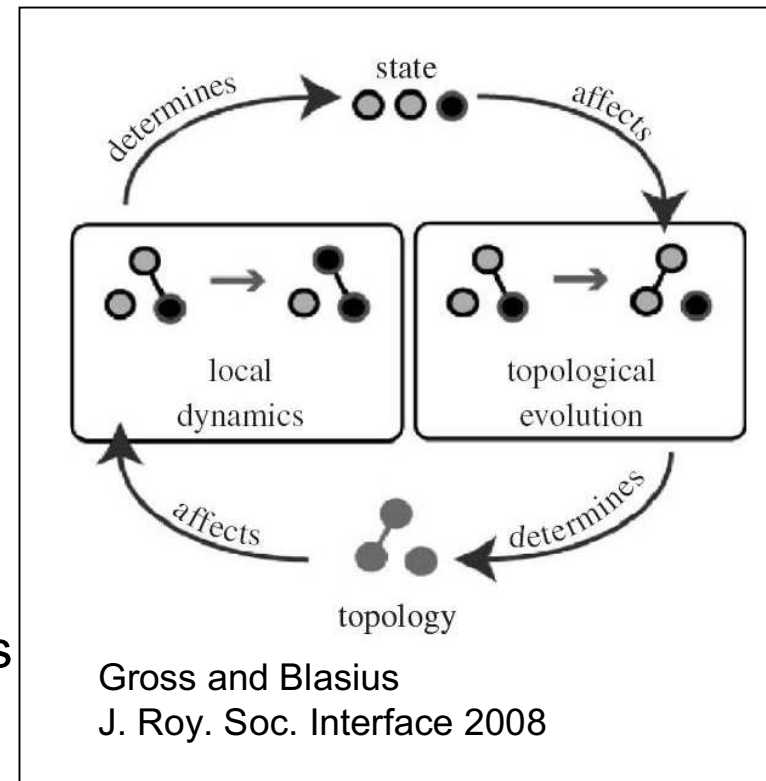 state
determines
affects
local
dynamics
topological
evolution
affects
determines
topology
s
Gross and Blasius
J. Roy. Soc. Interface 2008